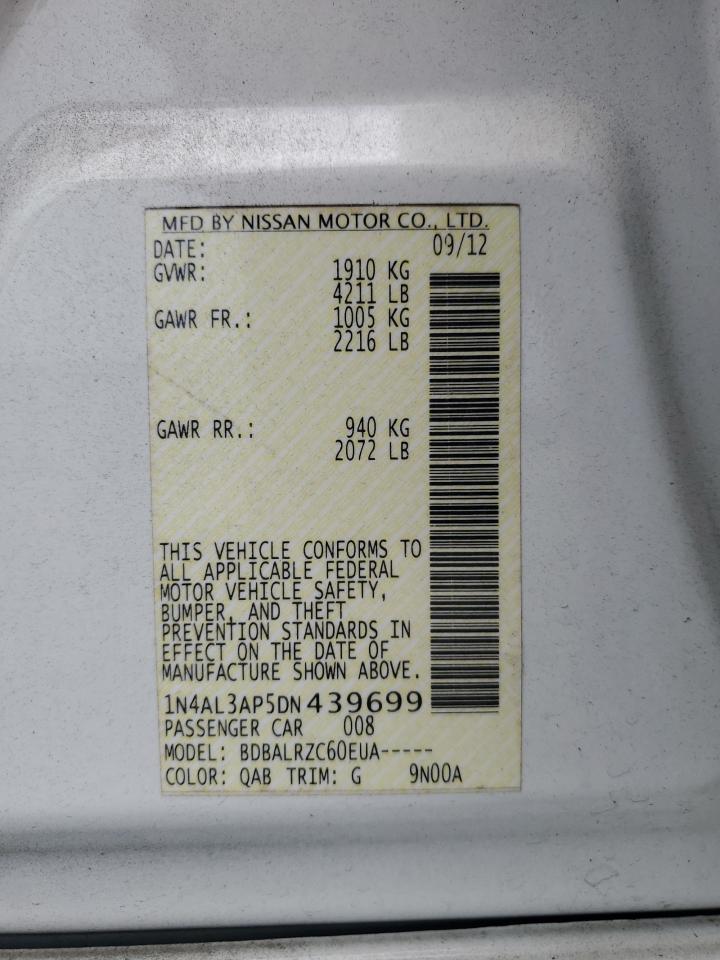 MFD BY NISSAN MOTOR CO., LTD.
DATE: 09/12
GVWR: 1910 KG
4211 LB
GAWR FR.: 1005 KG
2216 LB
GAWR RR.: 940 KG
2072 LB
THIS VEHICLE CONFORMS TO
ALL APPLICABLE FEDERAL
MOTOR VEHICLE SAFETY,
BUMPER, AND THEFT
PREVENTION STANDARDS IN
EFFECT ON THE DATE OF
MANUFACTURE SHOWN ABOVE.
1N4AL3AP5DN439699
PASSENGER CAR 008
MODEL: BDBALRZC60EUA-----
COLOR: QAB TRIM: G 9N00A